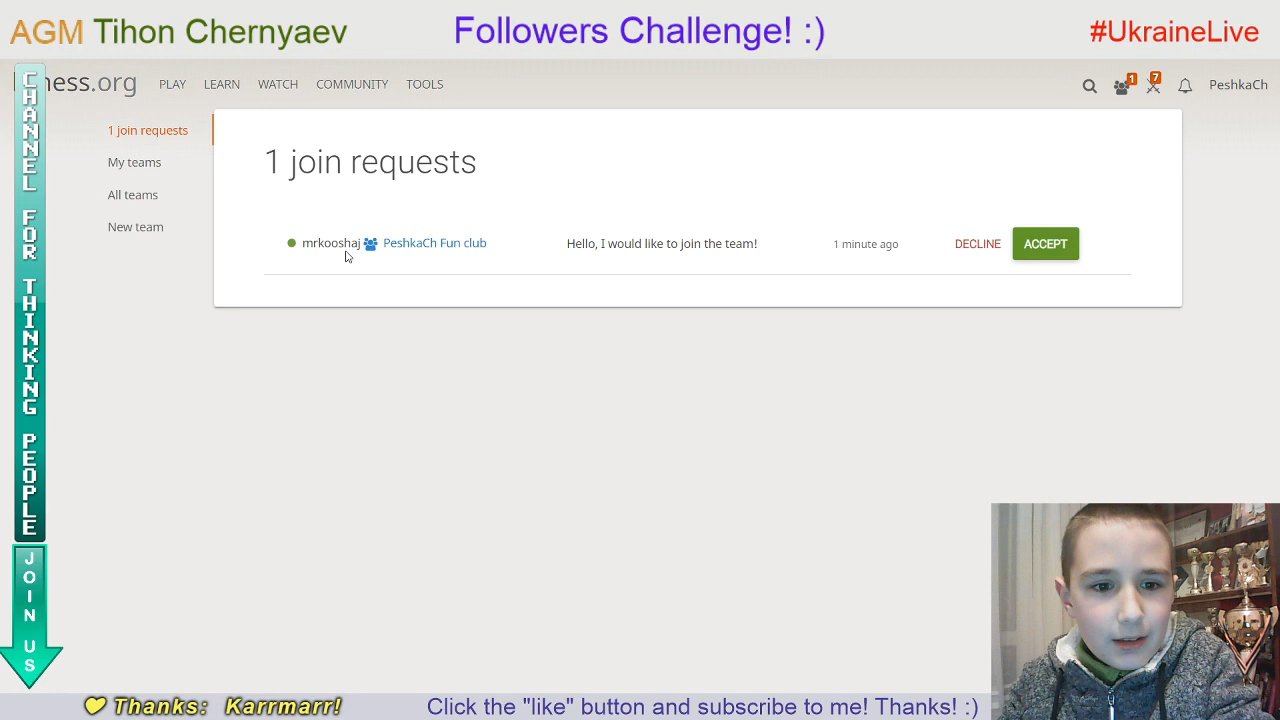 AGM Tihon Chernyaev
Followers Challenge! :)
#UkraineLive
hess.org
PLAY LEARN WATCH COMMUNITY TOOLS
1
7
PeshkaCh
CHANNEL FOR THINKING PEOPLE
JOIN US
1 join requests
My teams
All teams
New team
1 join requests
mrkooshaj PeshkaCh Fun club Hello, I would like to join the team! 1 minute ago DECLINE ACCEPT
Thanks: Karrmarr!
Click the "like" button and subscribe to me! Thanks! :)